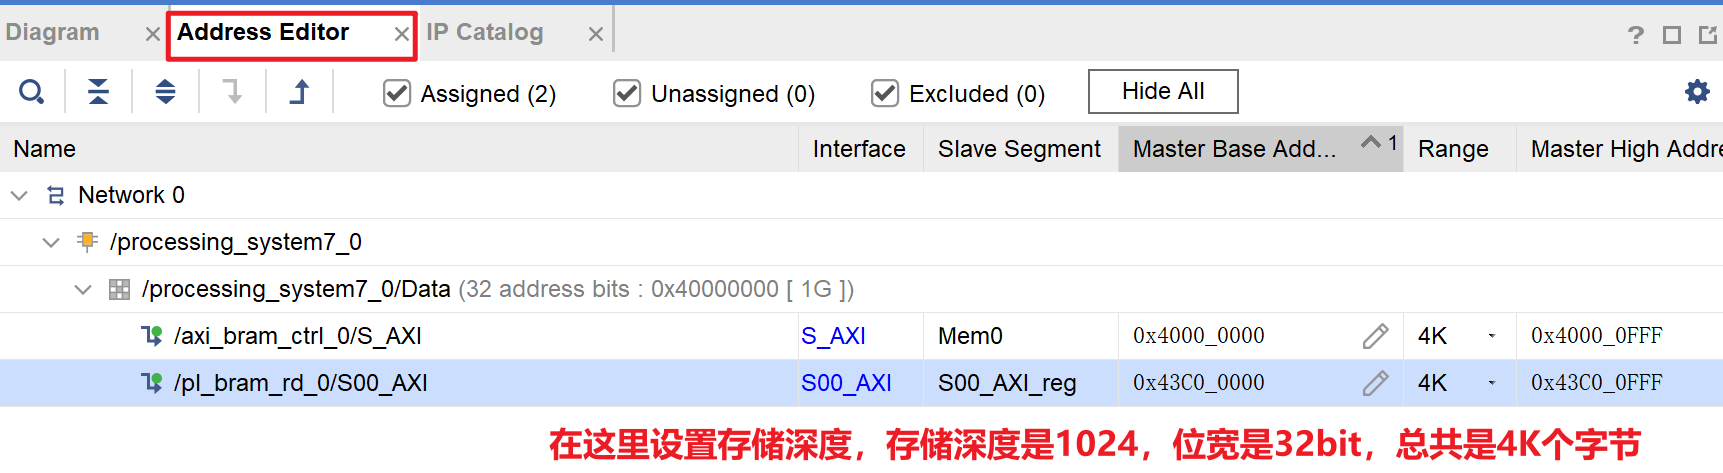 Diagram Address Editor IP Catalog
Assigned (2) Unassigned (0) Excluded (0) Hide All
Name Interface Slave Segment Master Base Add... 1 Range Master High Addre
Network 0
/processing_system7_0
/processing_system7_0/Data (32 address bits : 0x40000000 [ 1G ])
/axi_bram_ctrl_0/S_AXI S_AXI Mem0 0x4000_0000 4K 0x4000_0FFF
/pl_bram_rd_0/S00_AXI S00_AXI S00_AXI_reg 0x43C0_0000 4K 0x43C0_0FFF
在这里设置存储深度，存储深度是1024，位宽是32bit，总共是4K个字节